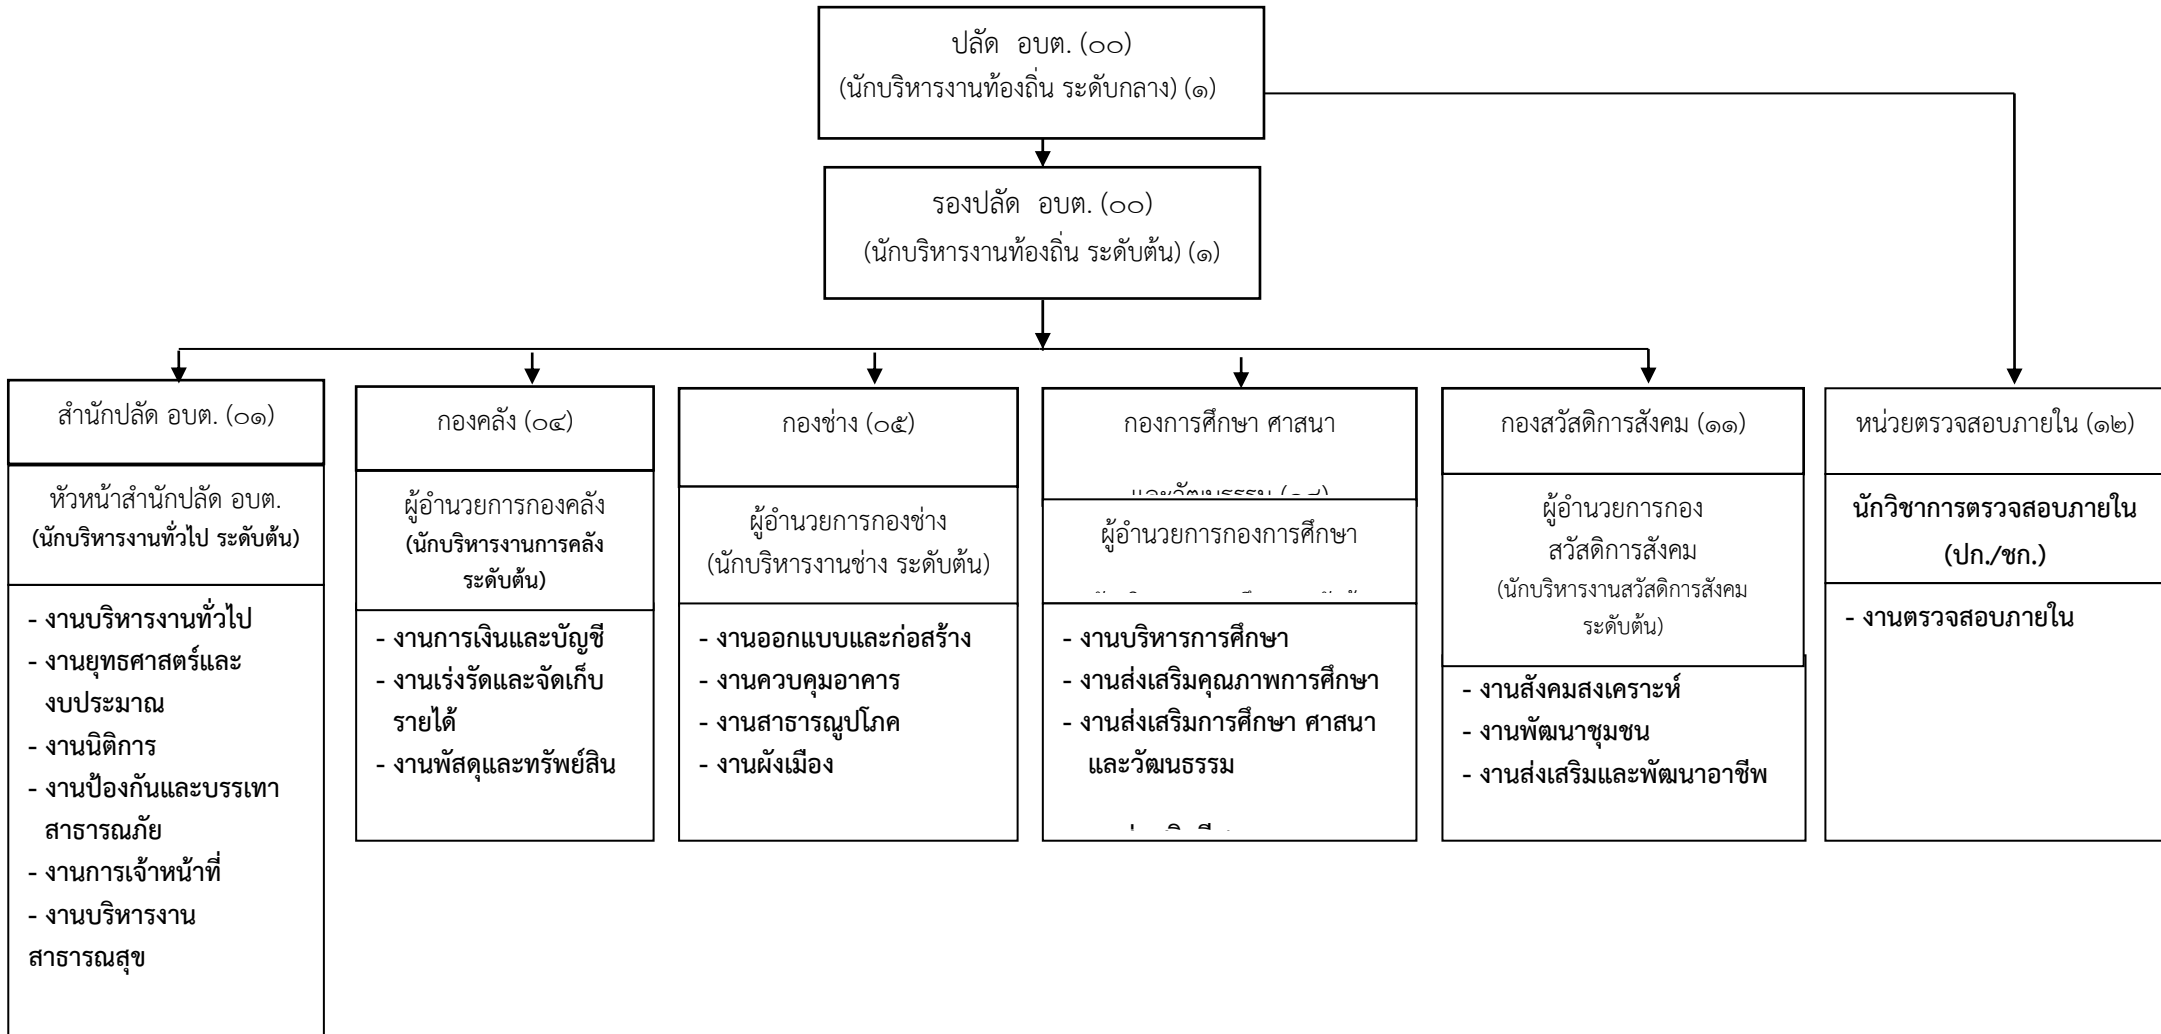 ปลัด  อบต. (๐๐)
(นักบริหารงานท้องถิ่น ระดับกลาง) (๑)
รองปลัด  อบต. (๐๐)
(นักบริหารงานท้องถิ่น ระดับต้น) (๑)
สำนักปลัด อบต. (๐๑)
หัวหน้าสำนักปลัด อบต.
(นักบริหารงานทั่วไป ระดับต้น)
- งานบริหารงานทั่วไป
- งานยุทธศาสตร์และ
งบประมาณ
- งานนิติการ
- งานป้องกันและบรรเทา
สาธารณภัย
- งานการเจ้าหน้าที่
- งานบริหารงาน
สาธารณสุข
กองคลัง (๐๔)
ผู้อำนวยการกองคลัง
(นักบริหารงานการคลัง
ระดับต้น)
- งานการเงินและบัญชี
- งานเร่งรัดและจัดเก็บ
รายได้
- งานพัสดุและทรัพย์สิน
กองช่าง (๐๕)
ผู้อำนวยการกองช่าง
(นักบริหารงานช่าง ระดับต้น)
- งานออกแบบและก่อสร้าง
- งานควบคุมอาคาร
- งานสาธารณูปโภค
- งานผังเมือง
กองการศึกษา ศาสนา
และวัฒนธรรม
ผู้อำนวยการกองการศึกษา
- งานบริหารการศึกษา
- งานส่งเสริมคุณภาพการศึกษา
- งานส่งเสริมการศึกษา ศาสนา
และวัฒนธรรม
กองสวัสดิการสังคม (๑๑)
ผู้อำนวยการกอง
สวัสดิการสังคม
(นักบริหารงานสวัสดิการสังคม
ระดับต้น)
- งานสังคมสงเคราะห์
- งานพัฒนาชุมชน
- งานส่งเสริมและพัฒนาอาชีพ
หน่วยตรวจสอบภายใน (๑๒)
นักวิชาการตรวจสอบภายใน
(ปก./ชก.)
- งานตรวจสอบภายใน